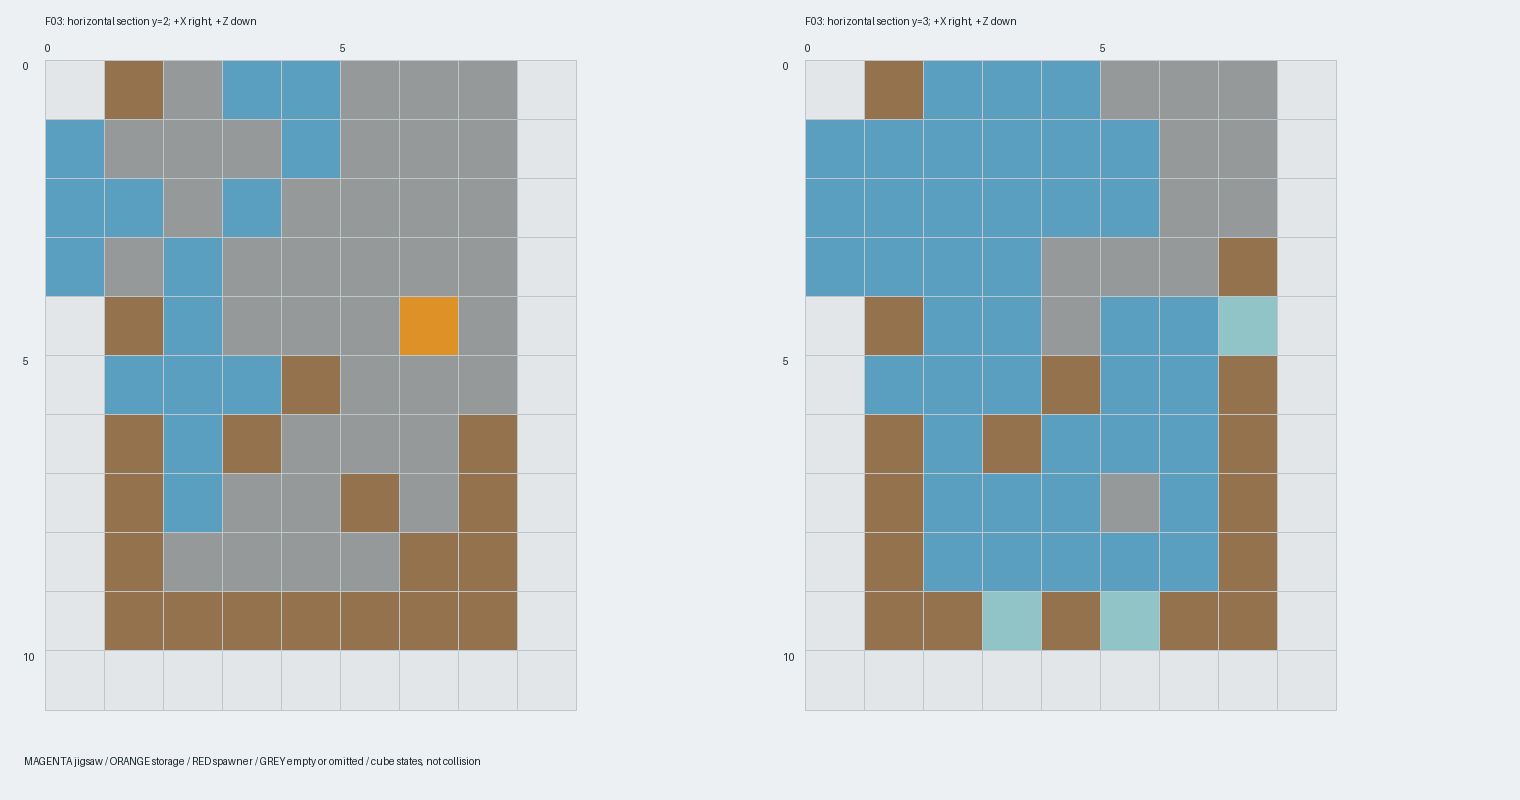 F03: horizontal section y=2; +X right, +Z down
F03: horizontal section y=3; +X right, +Z down
0 5
0 5
0
0
5
5
10
10
MAGENTA jigsaw / ORANGE storage / RED spawner / GREY empty or omitted / cube states, not collision